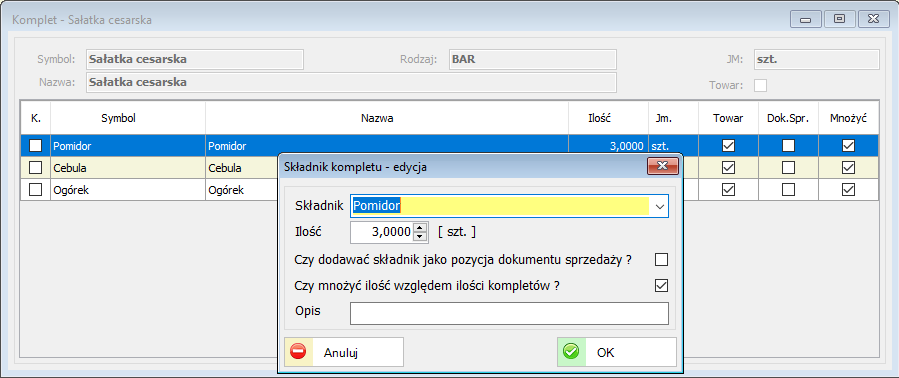 Komplet - Sałatka cesarska
Symbol: Sałatka cesarska Rodzaj: BAR JM: szt.
Nazwa: Sałatka cesarska Towar:
K. Symbol Nazwa Ilość Jm. Towar Dok.Spr. Mnożyć
Pomidor Pomidor 3,0000 szt.
Cebula Cebula
Ogórek Ogórek
Składnik kompletu - edycja
Składnik Pomidor
Ilość 3,0000 [ szt. ]
Czy dodawać składnik jako pozycja dokumentu sprzedaży ?
Czy mnożyć ilość względem ilości kompletów ?
Opis
Anuluj OK